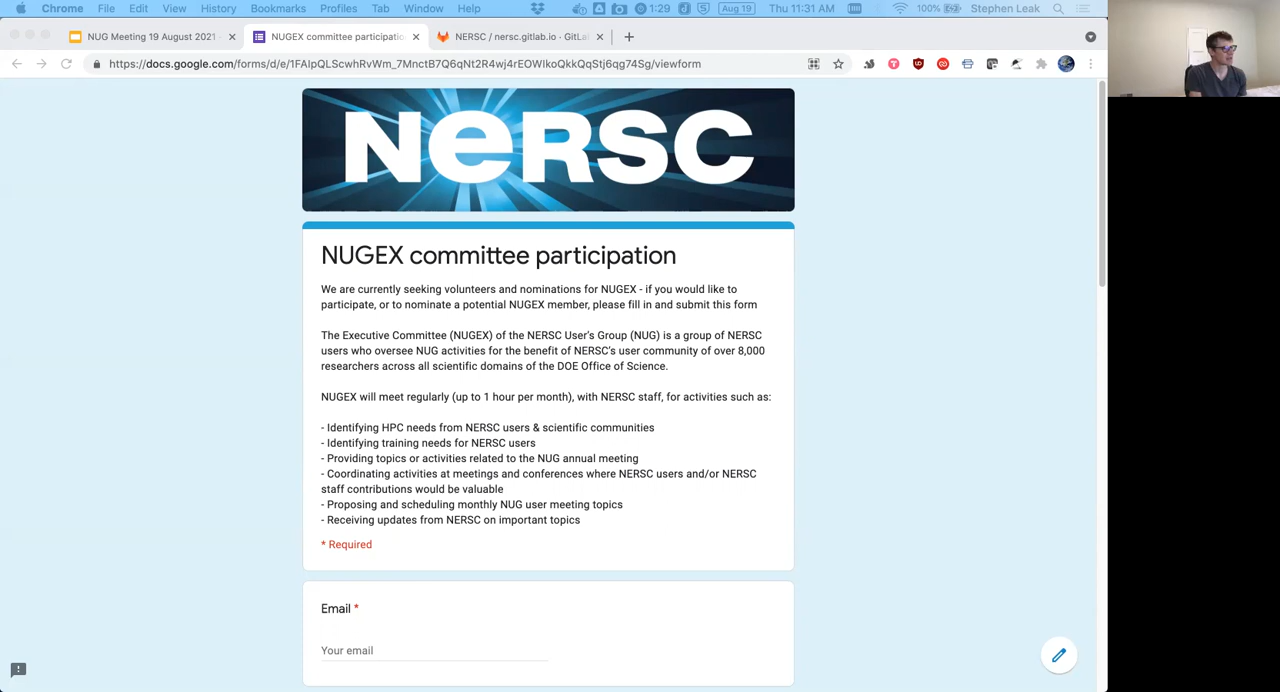 Chrome File Edit View History Bookmarks Profiles Tab Window Help 1:29 Aug 19 Thu 11:31 AM 100% Stephen Leak
NUG Meeting 19 August 2021 - NUGEX committee participatio NERSC / nersc.gitlab.io · GitLa
https://docs.google.com/forms/d/e/1FAIpQLScwhRvWm_7MnctB7Q6qNt2R4wj4rEOWIkoQkkQqStj6qg74Sg/viewform
NERSC
NUGEX committee participation
We are currently seeking volunteers and nominations for NUGEX - if you would like to
participate, or to nominate a potential NUGEX member, please fill in and submit this form
The Executive Committee (NUGEX) of the NERSC User's Group (NUG) is a group of NERSC
users who oversee NUG activities for the benefit of NERSC's user community of over 8,000
researchers across all scientific domains of the DOE Office of Science.
NUGEX will meet regularly (up to 1 hour per month), with NERSC staff, for activities such as:
- Identifying HPC needs from NERSC users & scientific communities
- Identifying training needs for NERSC users
- Providing topics or activities related to the NUG annual meeting
- Coordinating activities at meetings and conferences where NERSC users and/or NERSC
staff contributions would be valuable
- Proposing and scheduling monthly NUG user meeting topics
- Receiving updates from NERSC on important topics
* Required
Email *
Your email